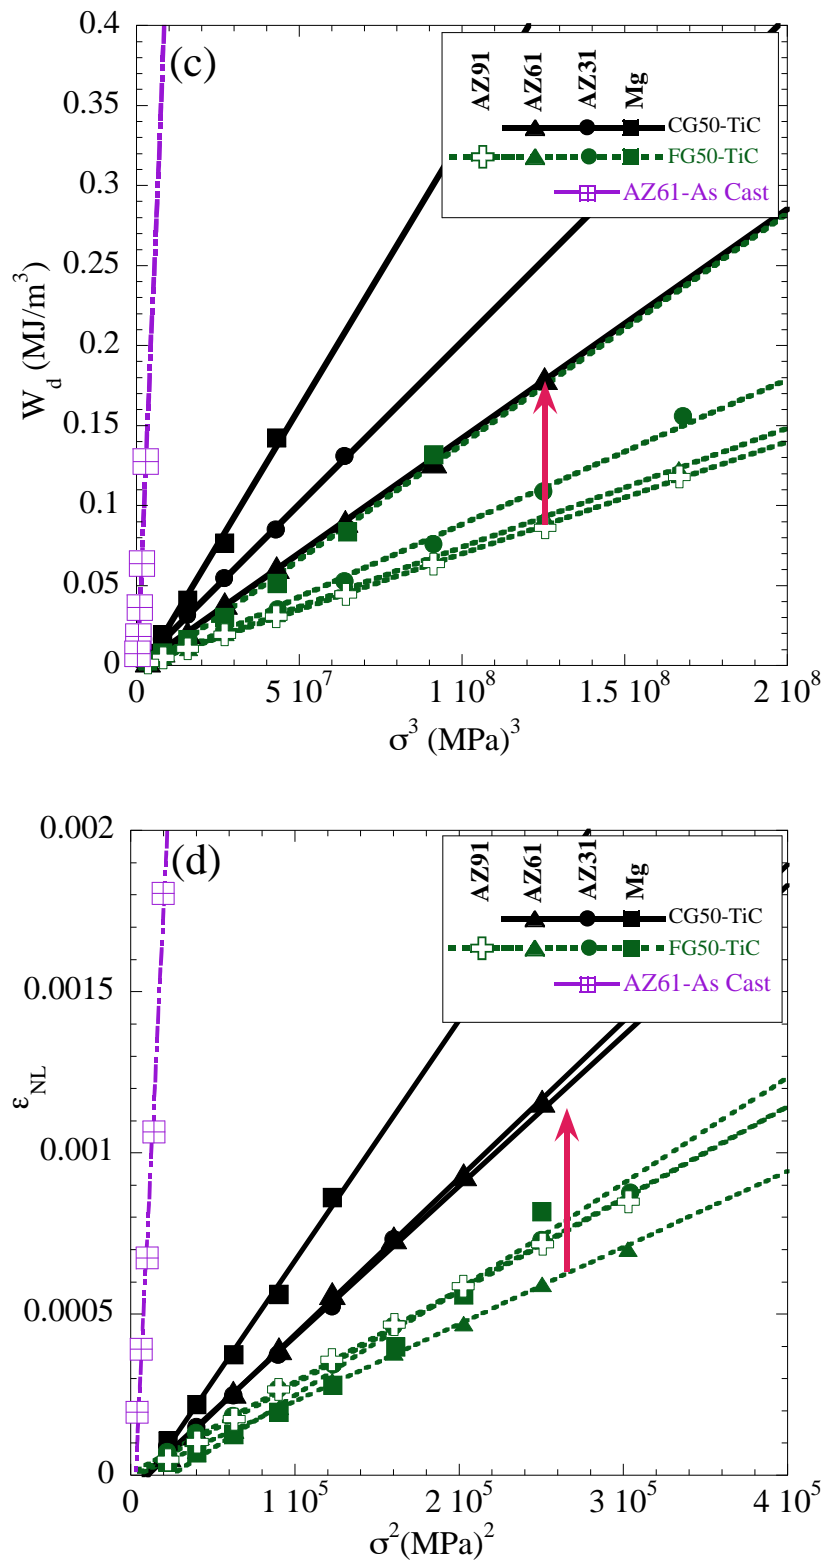 (c)
AZ91
AZ61
AZ31
Mg
CG50-TiC
FG50-TiC
AZ61-As Cast
0.4
0.35
0.3
0.25
0.2
0.15
0.1
0.05
0
W_d (MJ/m^3)
0
5 10^7
1 10^8
1.5 10^8
2 10^8
σ^3 (MPa)^3
(d)
AZ91
AZ61
AZ31
Mg
CG50-TiC
FG50-TiC
AZ61-As Cast
0.002
0.0015
0.001
0.0005
0
ε_NL
0
1 10^5
2 10^5
3 10^5
4 10^5
σ^2(MPa)^2